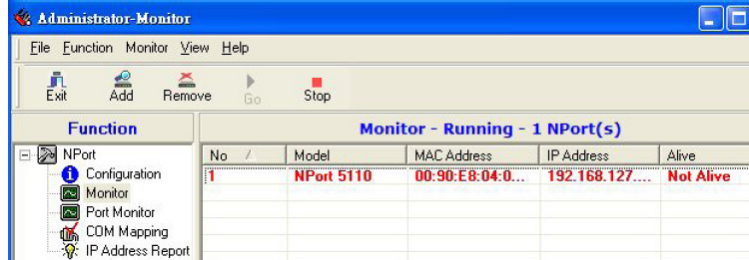 Administrator-Monitor
File Function Monitor View Help
Exit Add Remove Go Stop
Function
Monitor - Running - 1 NPort(s)
NPort
Configuration
Monitor
Port Monitor
COM Mapping
IP Address Report
No Model MAC Address IP Address Alive
1 NPort 5110 00:90:E8:04:0... 192.168.127.... Not Alive